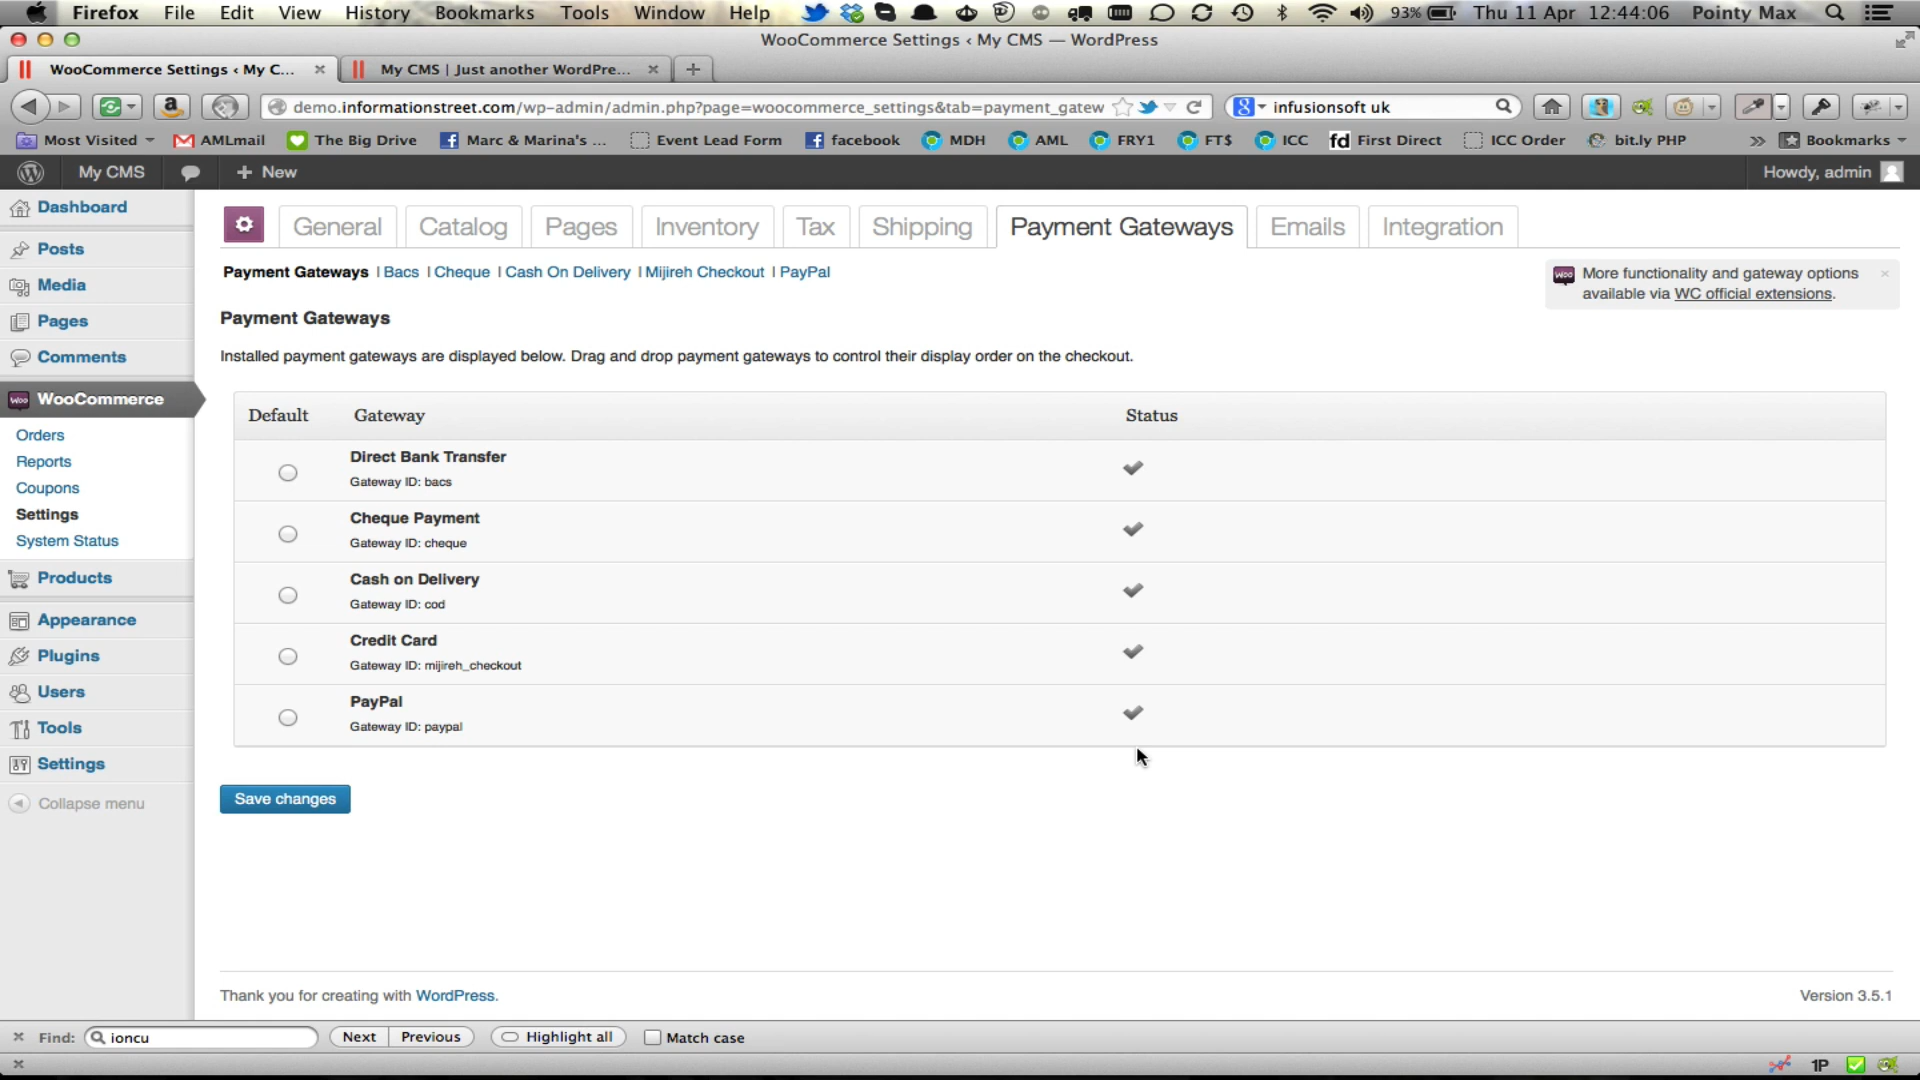 Firefox File Edit View History Bookmarks Tools Window Help 93% Thu 11 Apr 12:44:06 Pointy Max
WooCommerce Settings ‹ My CMS — WordPress
WooCommerce Settings ‹ My C... My CMS | Just another WordPre...
demo.informationstreet.com/wp-admin/admin.php?page=woocommerce_settings&tab=payment_gatew infusionsoft uk
Most Visited AMLmail The Big Drive Marc & Marina's ... Event Lead Form facebook MDH AML FRY1 FT$ ICC fd First Direct ICC Order bit.ly PHP » Bookmarks
My CMS + New Howdy, admin
Dashboard
Posts
Media
Pages
Comments
WooCommerce
Orders
Reports
Coupons
Settings
System Status
Products
Appearance
Plugins
Users
Tools
Settings
Collapse menu
General Catalog Pages Inventory Tax Shipping Payment Gateways Emails Integration
Payment Gateways | Bacs | Cheque | Cash On Delivery | Mijireh Checkout | PayPal
More functionality and gateway options
available via WC official extensions.
Payment Gateways
Installed payment gateways are displayed below. Drag and drop payment gateways to control their display order on the checkout.
Default Gateway Status
Direct Bank Transfer
Gateway ID: bacs
Cheque Payment
Gateway ID: cheque
Cash on Delivery
Gateway ID: cod
Credit Card
Gateway ID: mijireh_checkout
PayPal
Gateway ID: paypal
Save changes
Thank you for creating with WordPress. Version 3.5.1
Find: ioncu Next Previous Highlight all Match case
1P